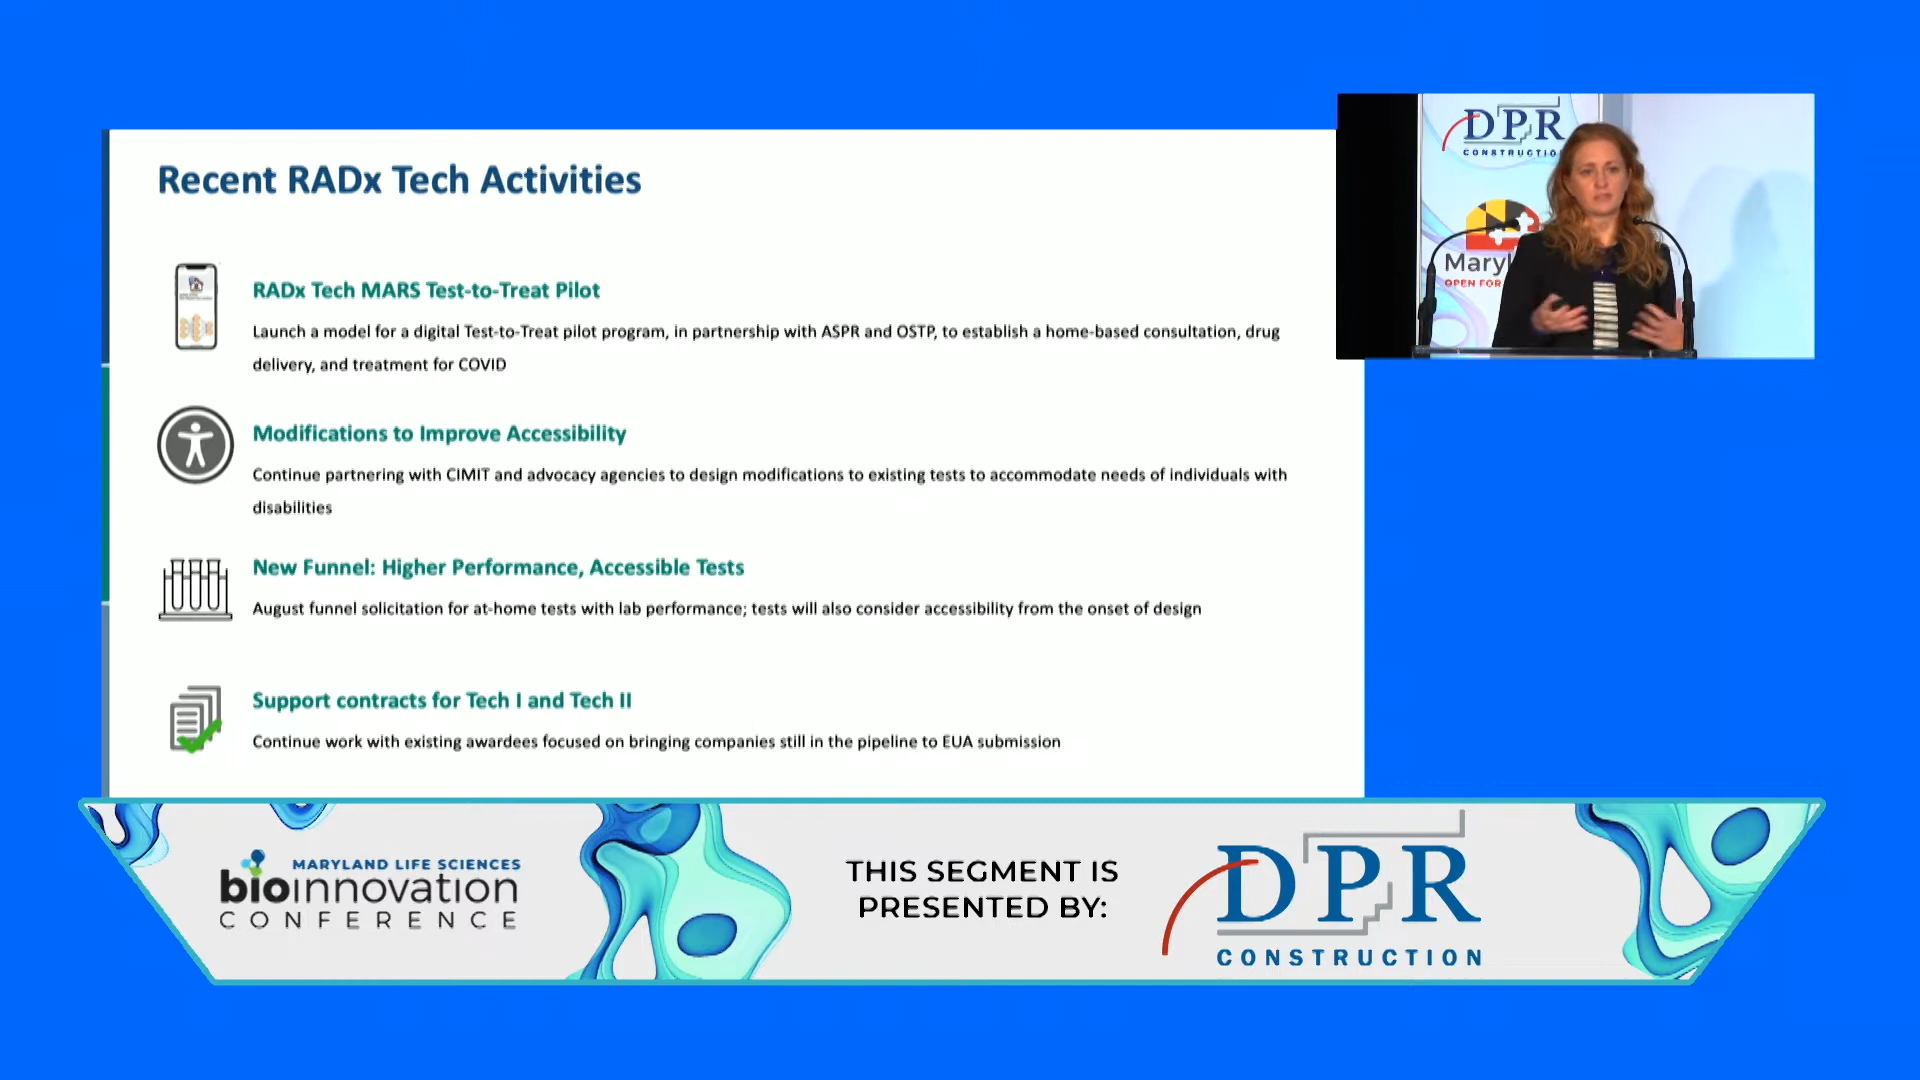 Recent RADx Tech Activities
RADx Tech MARS Test-to-Treat Pilot
Launch a model for a digital Test-to-Treat pilot program, in partnership with ASPR and OSTP, to establish a home-based consultation, drug
delivery, and treatment for COVID
Modifications to Improve Accessibility
Continue partnering with CIMIT and advocacy agencies to design modifications to existing tests to accommodate needs of individuals with
disabilities
New Funnel: Higher Performance, Accessible Tests
August funnel solicitation for at-home tests with lab performance; tests will also consider accessibility from the onset of design
Support contracts for Tech I and Tech II
Continue work with existing awardees focused on bringing companies still in the pipeline to EUA submission
DPR
CONSTRUCTIO
Mary
OPEN FOR
MARYLAND LIFE SCIENCES
bioinnovation
CONFERENCE
THIS SEGMENT IS
PRESENTED BY:
DPR
CONSTRUCTION